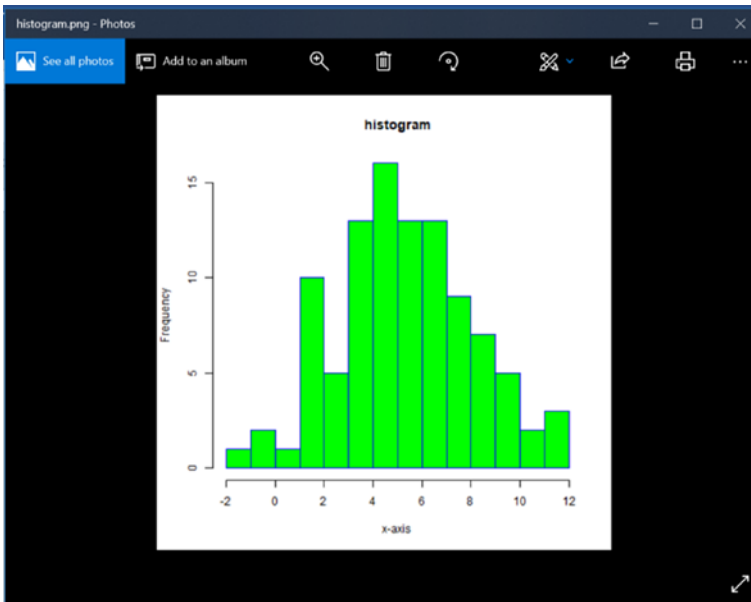 histogram.png - Photos
See all photos
Add to an album
histogram
15
10
5
0
Frequency
-2 0 2 4 6 8 10 12
x-axis